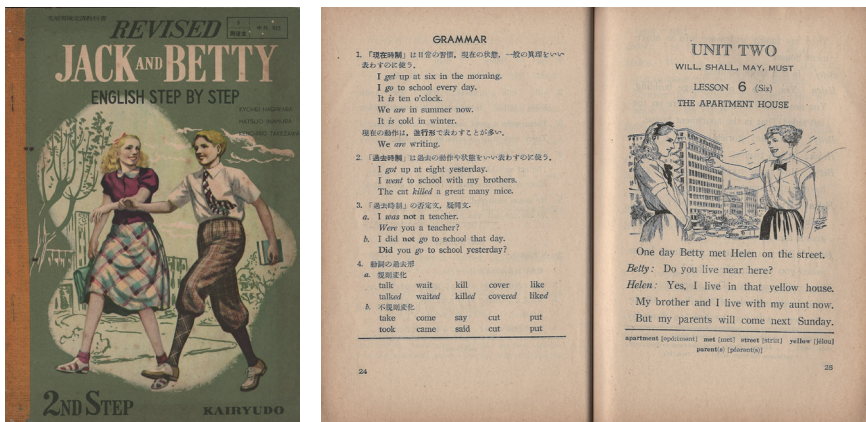 REVISED
JACK AND BETTY
ENGLISH STEP BY STEP
2ND STEP
KAIRYUDO
GRAMMAR
1. 「現在時制」は日常の習慣，現在の状態，一般の真理をいい
表わすのに使う．
I get up at six in the morning.
I go to school every day.
It is ten o'clock.
We are in summer now.
It is cold in winter.
現在の動作は，進行形で表わすことが多い．
We are writing.
2. 「過去時制」は過去の動作や状態をいい表わすのに使う．
I got up at eight yesterday.
I went to school with my brothers.
The cat killed a great many mice.
3. 「過去時制」の否定文，疑問文．
a. I was not a teacher.
Were you a teacher?
b. I did not go to school that day.
Did you go to school yesterday?
4. 動詞の過去形
a. 規則変化
talk wait kill cover like
talked waited killed covered liked
b. 不規則変化
take come say cut put
took came said cut put
24
UNIT TWO
WILL, SHALL, MAY, MUST
LESSON 6 (Six)
THE APARTMENT HOUSE
One day Betty met Helen on the street.
Betty: Do you live near here?
Helen: Yes, I live in that yellow house.
My brother and I live with my aunt now.
But my parents will come next Sunday.
apartment met [met] street [stri:t] yellow [jélou]
parent(s)
25